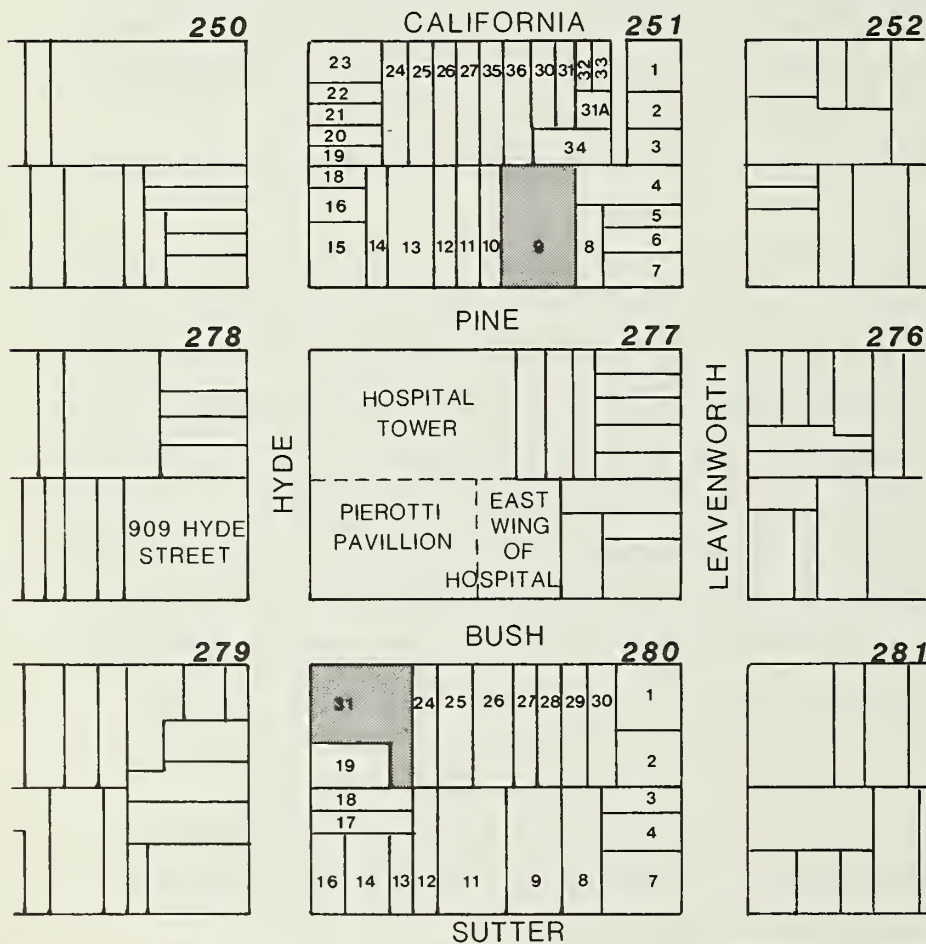 CALIFORNIA
250 251 252
23 24 25 26 27 35 36 30 31 32 33 1
22
21 31A 2
20
19 34 3
18 4
16 5
15 14 13 12 11 10 9 8 6
7
PINE
278 277 276
HOSPITAL
TOWER
HYDE
LEAVENWORTH
909 HYDE
STREET
PIEROTTI
PAVILLION
EAST
WING
OF
HOSPITAL
BUSH
279 280 281
31 24 25 26 27 28 29 30 1
19 2
18 3
17 4
16 14 13 12 11 9 8 7
SUTTER